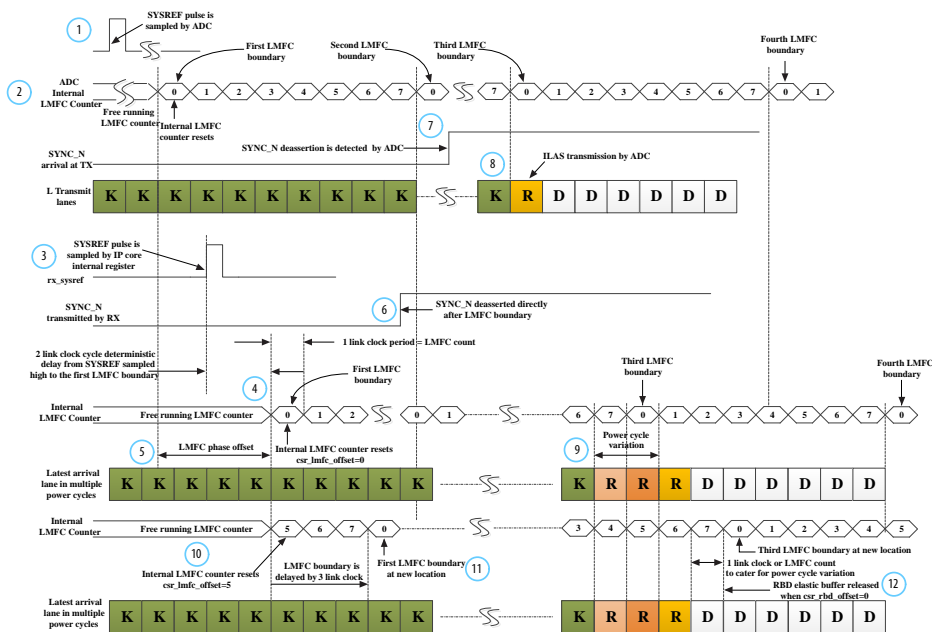 1
SYSREF pulse is
sampled by ADC
First LMFC
boundary
Second LMFC
boundary
Third LMFC
boundary
Fourth LMFC
boundary
2
ADC
Internal
LMFC Counter
0 1 2 3 4 5 6 7 0 7 0 1 2 3 4 5 6 7 0 1
Free running
LMFC counter
Internal LMFC
counter resets
7
SYNC_N deassertion is detected by ADC
SYNC_N
arrival at TX
8
ILAS transmission by ADC
L Transmit
lanes
K K K K K K K K K K K R D D D D D D
3
SYSREF pulse is
sampled by IP core
internal register
rx_sysref
6
SYNC_N deasserted directly
after LMFC boundary
SYNC_N
transmitted by RX
1 link clock period = LMFC count
2 link clock cycle deterministic
delay from SYSREF sampled
high to the first LMFC boundary
4
First LMFC
boundary
Third LMFC
boundary
Fourth LMFC
boundary
Internal
LMFC Counter
Free running LMFC counter
0 1 2 0 1 6 7 0 1 2 3 4 5 6 7 0
5
LMFC phase offset
Internal LMFC counter resets
csr_lmfc_offset=0
9
Power cycle
variation
Latest arrival
lane in multiple
power cycles
K K K K K K K K K K K R R R D D D D D D
Internal
LMFC Counter
Free running LMFC counter
5 6 7 0 3 4 5 6 7 0 1 2 3 4 5
10
Internal LMFC counter resets
csr_lmfc_offset=5
LMFC boundary is
delayed by 3 link clock
First LMFC boundary
at new location
11
Third LMFC boundary at new location
1 link clock or LMFC count
to cater for power cycle variation
RBD elastic buffer released
when csr_rbd_offset=0
12
Latest arrival
lane in multiple
power cycles
K K K K K K K K K K K R R R D D D D D D